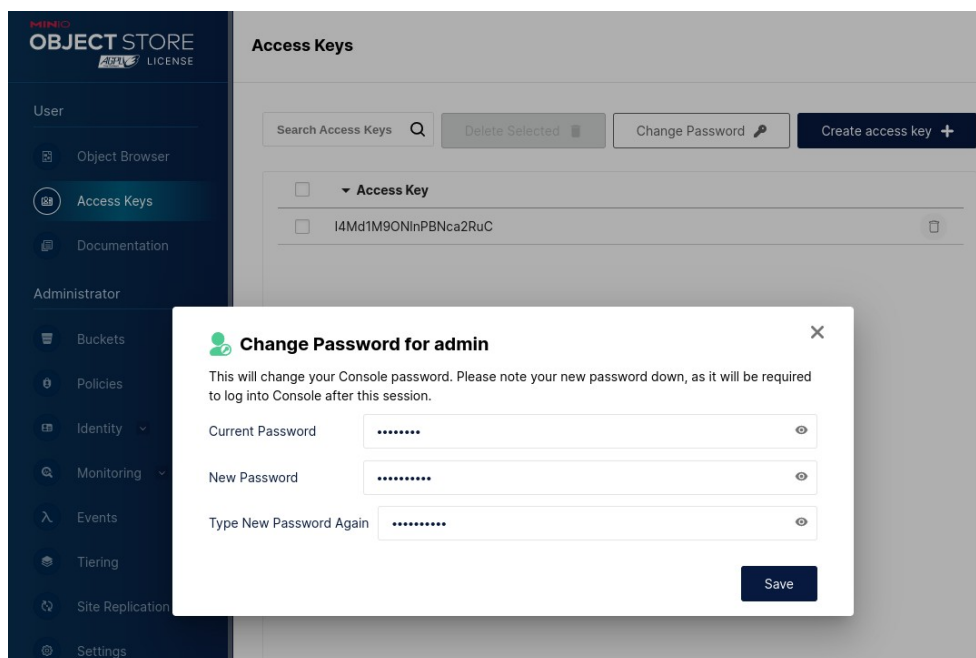 MINIO
OBJECT STORE
AGPLv3 LICENSE
User
Object Browser
Access Keys
Documentation
Administrator
Buckets
Policies
Identity
Monitoring
Events
Tiering
Site Replication
Settings
Access Keys
Search Access Keys
Delete Selected
Change Password
Create access key
Access Key
I4Md1M9ONlnPBNca2RuC
Change Password for admin
This will change your Console password. Please note your new password down, as it will be required
to log into Console after this session.
Current Password
••••••••
New Password
••••••••••
Type New Password Again
••••••••••
Save